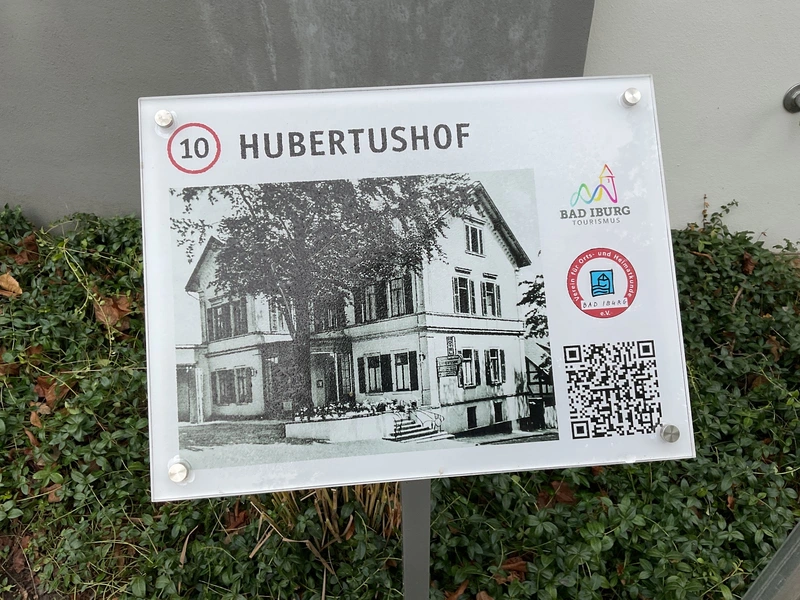 10 HUBERTUSHOF
BAD IBURG
TOURISMUS
Verein für Orts- und Heimatkunde
BAD IBURG
e.V.